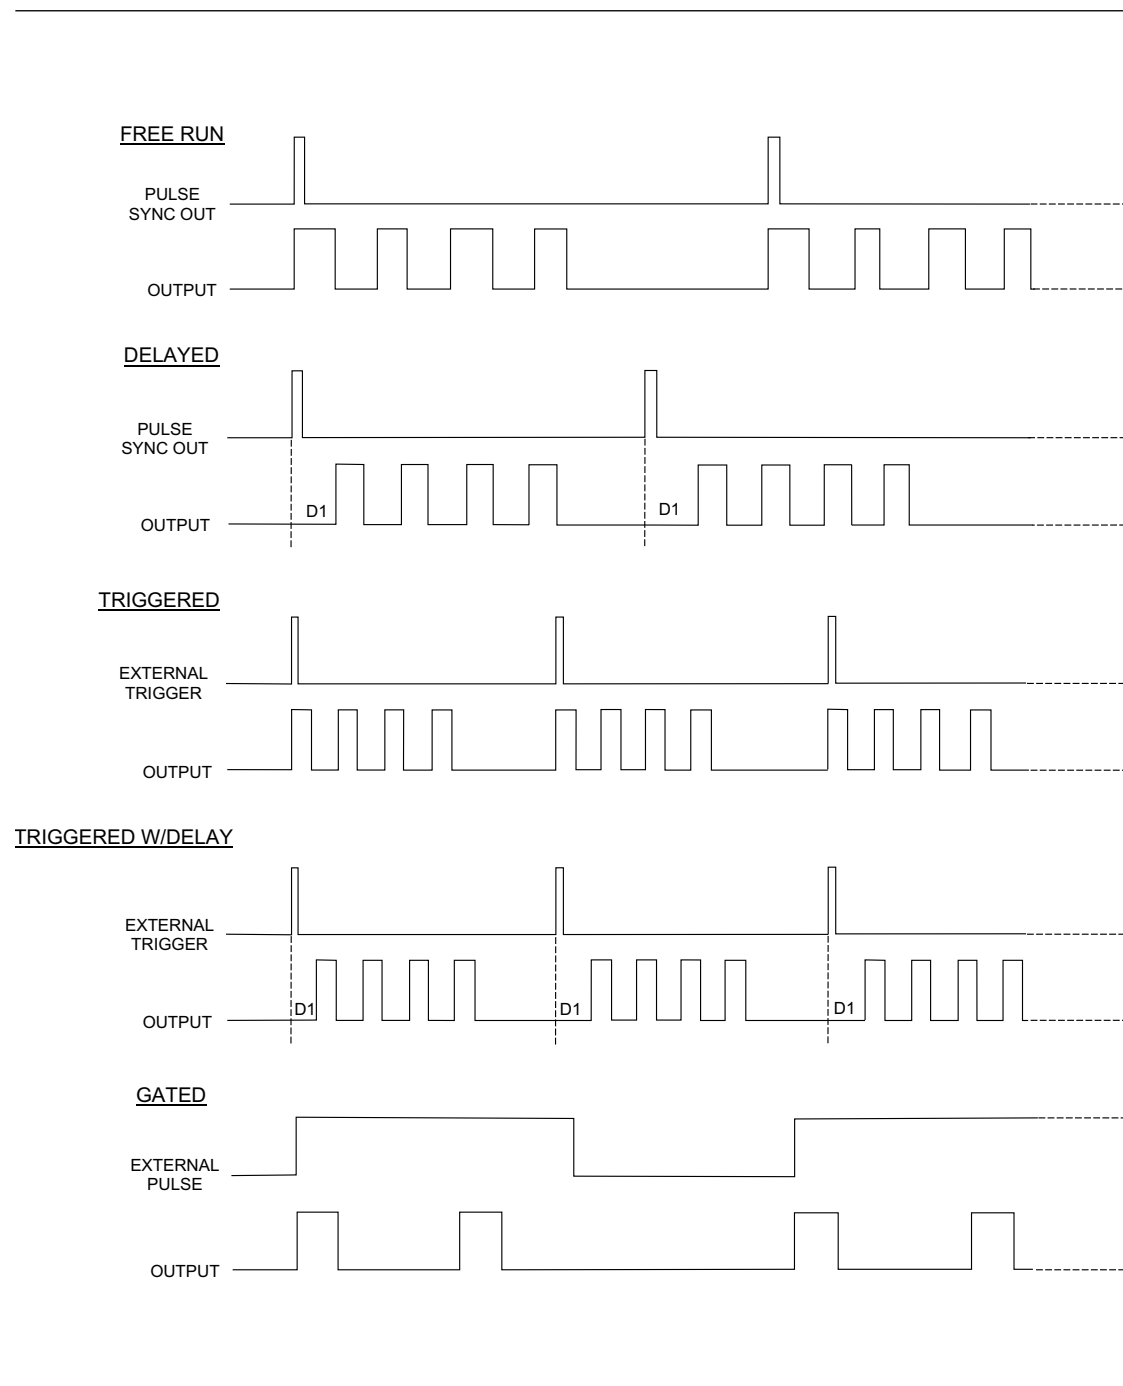 FREE RUN
PULSE
SYNC OUT
OUTPUT
DELAYED
PULSE
SYNC OUT
D1
D1
OUTPUT
TRIGGERED
EXTERNAL
TRIGGER
OUTPUT
TRIGGERED W/DELAY
EXTERNAL
TRIGGER
D1
D1
D1
OUTPUT
GATED
EXTERNAL
PULSE
OUTPUT